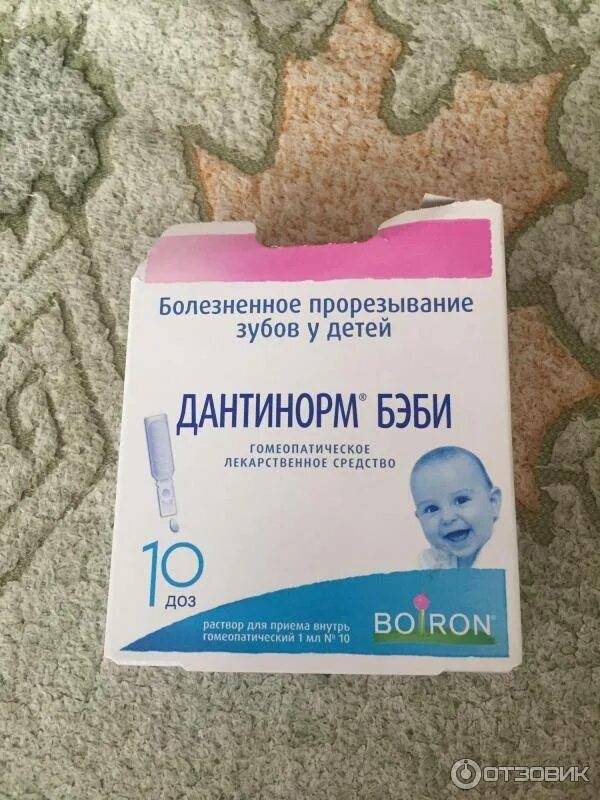 Болезненное прорезывание
зубов у детей
ДАНТИНОРМ® БЭБИ
ГОМЕОПАТИЧЕСКОЕ
ЛЕКАРСТВЕННОЕ СРЕДСТВО
10
ДОЗ
раствор для приема внутрь
гомеопатический 1 мл № 10
BOIRON®
ОТЗОВИК